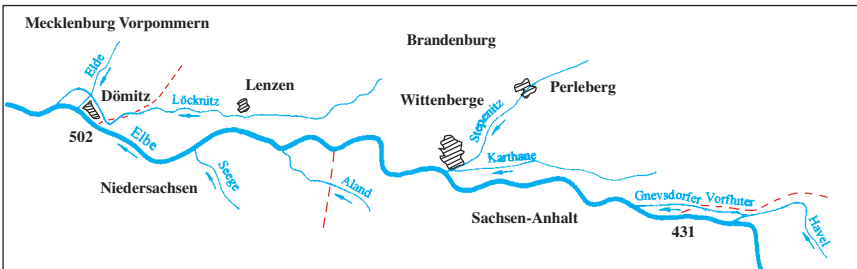 Mecklenburg Vorpommern
Brandenburg
Elde
Dömitz
Löcknitz
Lenzen
Wittenberge
Stepenitz
Perleberg
502
Elbe
Seege
Aland
Karthane
Niedersachsen
Sachsen-Anhalt
Gnevsdorfer Vorfluter
431
Havel